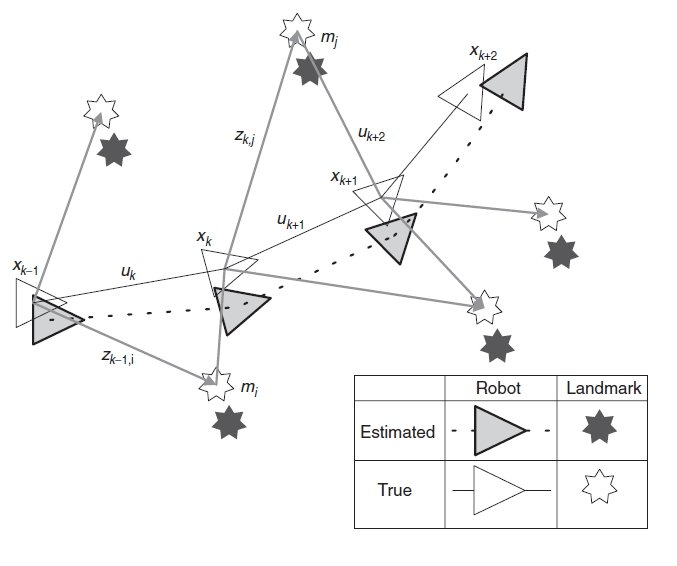 m_j
x_{k+2}
z_{k,j}
u_{k+2}
x_{k+1}
u_{k+1}
x_k
x_{k–1}
u_k
z_{k–1,i}
m_i
Robot Landmark
Estimated
True